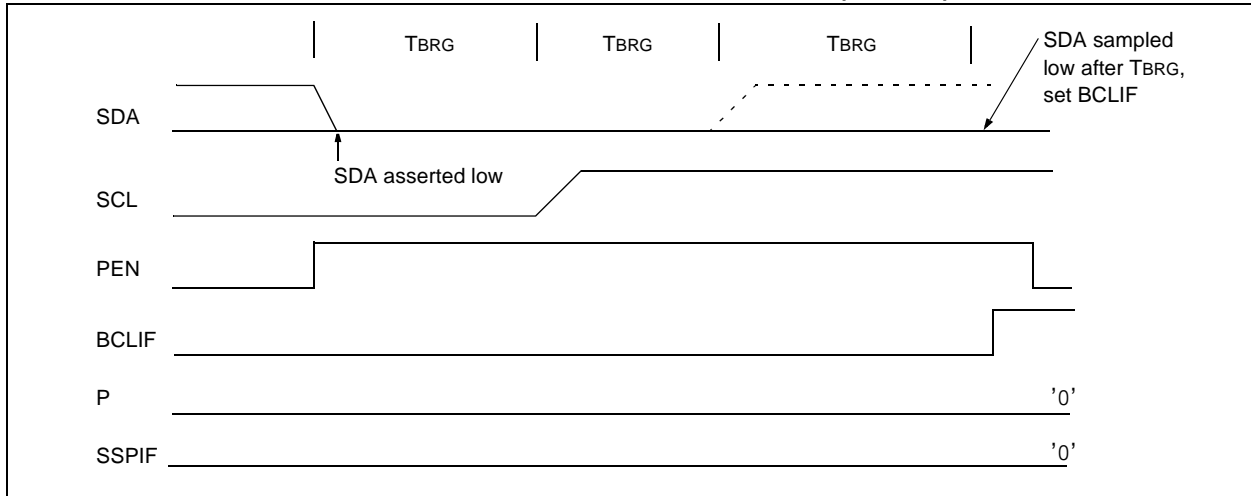 TBRG TBRG TBRG
SDA sampled
low after TBRG,
set BCLIF
SDA
SDA asserted low
SCL
PEN
BCLIF
P
'0'
SSPIF
'0'